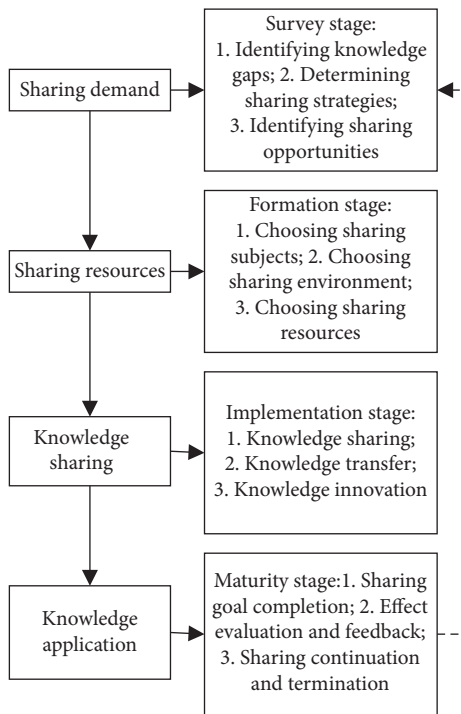 Sharing demand
Survey stage:
1. Identifying knowledge
gaps; 2. Determining
sharing strategies;
3. Identifying sharing
opportunities
Sharing resources
Formation stage:
1. Choosing sharing
subjects; 2. Choosing
sharing environment;
3. Choosing sharing
resources
Knowledge
sharing
Implementation stage:
1. Knowledge sharing;
2. Knowledge transfer;
3. Knowledge innovation
Knowledge
application
Maturity stage:1. Sharing
goal completion; 2. Effect
evaluation and feedback;
3. Sharing continuation
and termination